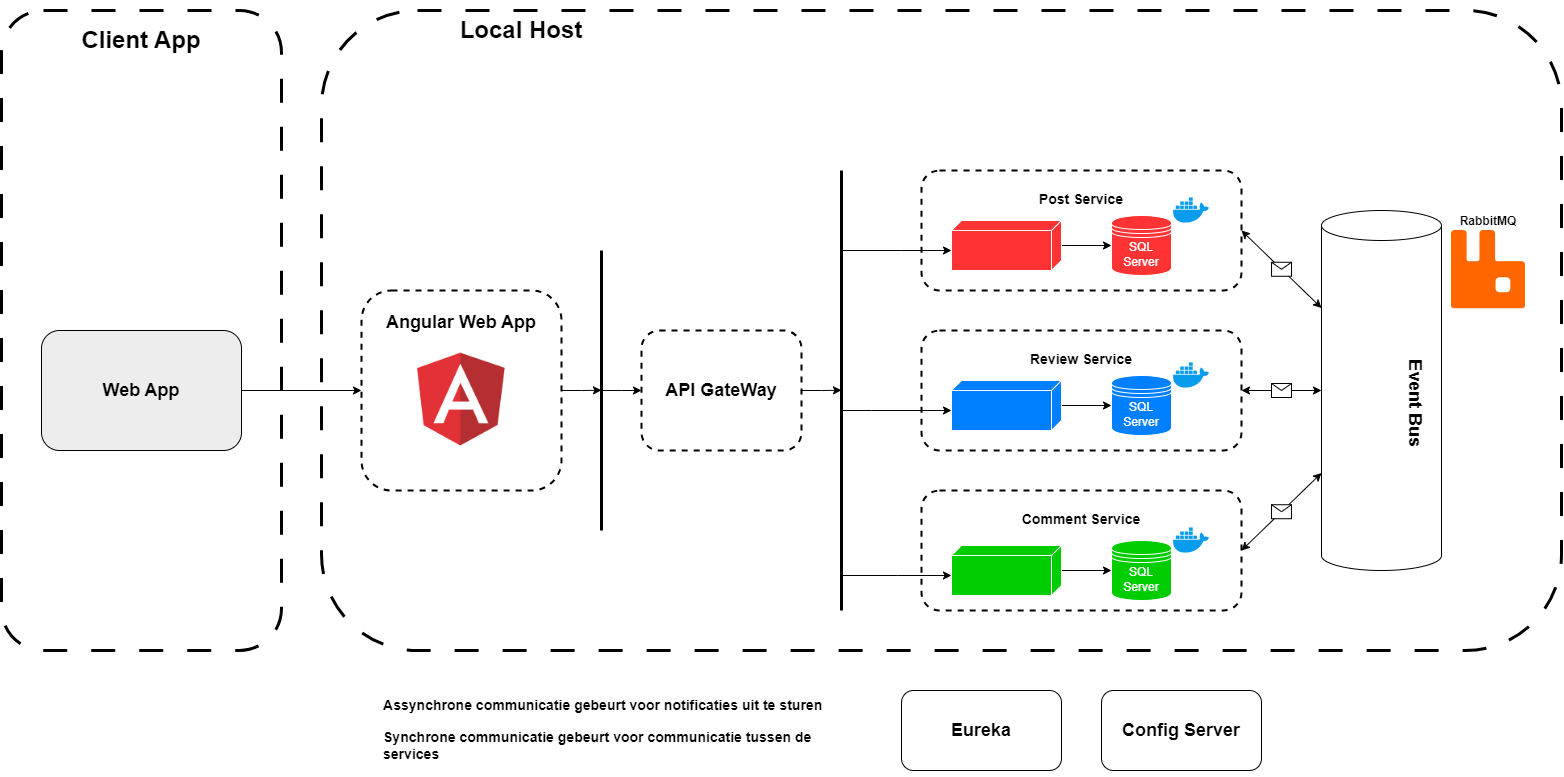 Client App
Local Host
Web App
Angular Web App
API GateWay
Post Service
SQL
Server
Review Service
SQL
Server
Comment Service
SQL
Server
Event Bus
RabbitMQ
Assynchrone communicatie gebeurt voor notificaties uit te sturen
Synchrone communicatie gebeurt voor communicatie tussen de
services
Eureka
Config Server